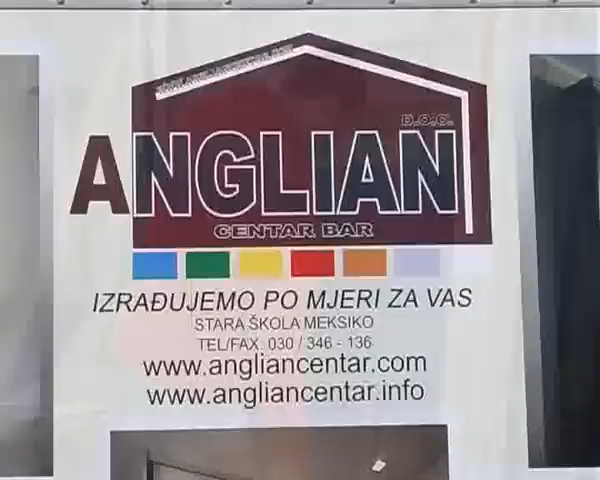 D.O.O.
ANGLIAN
CENTAR BAR
IZRAĐUJEMO PO MJERI ZA VAS
STARA ŠKOLA MEKSIKO
TEL/FAX. 030 / 346 - 136
www.angliancentar.com
www.angliancentar.info